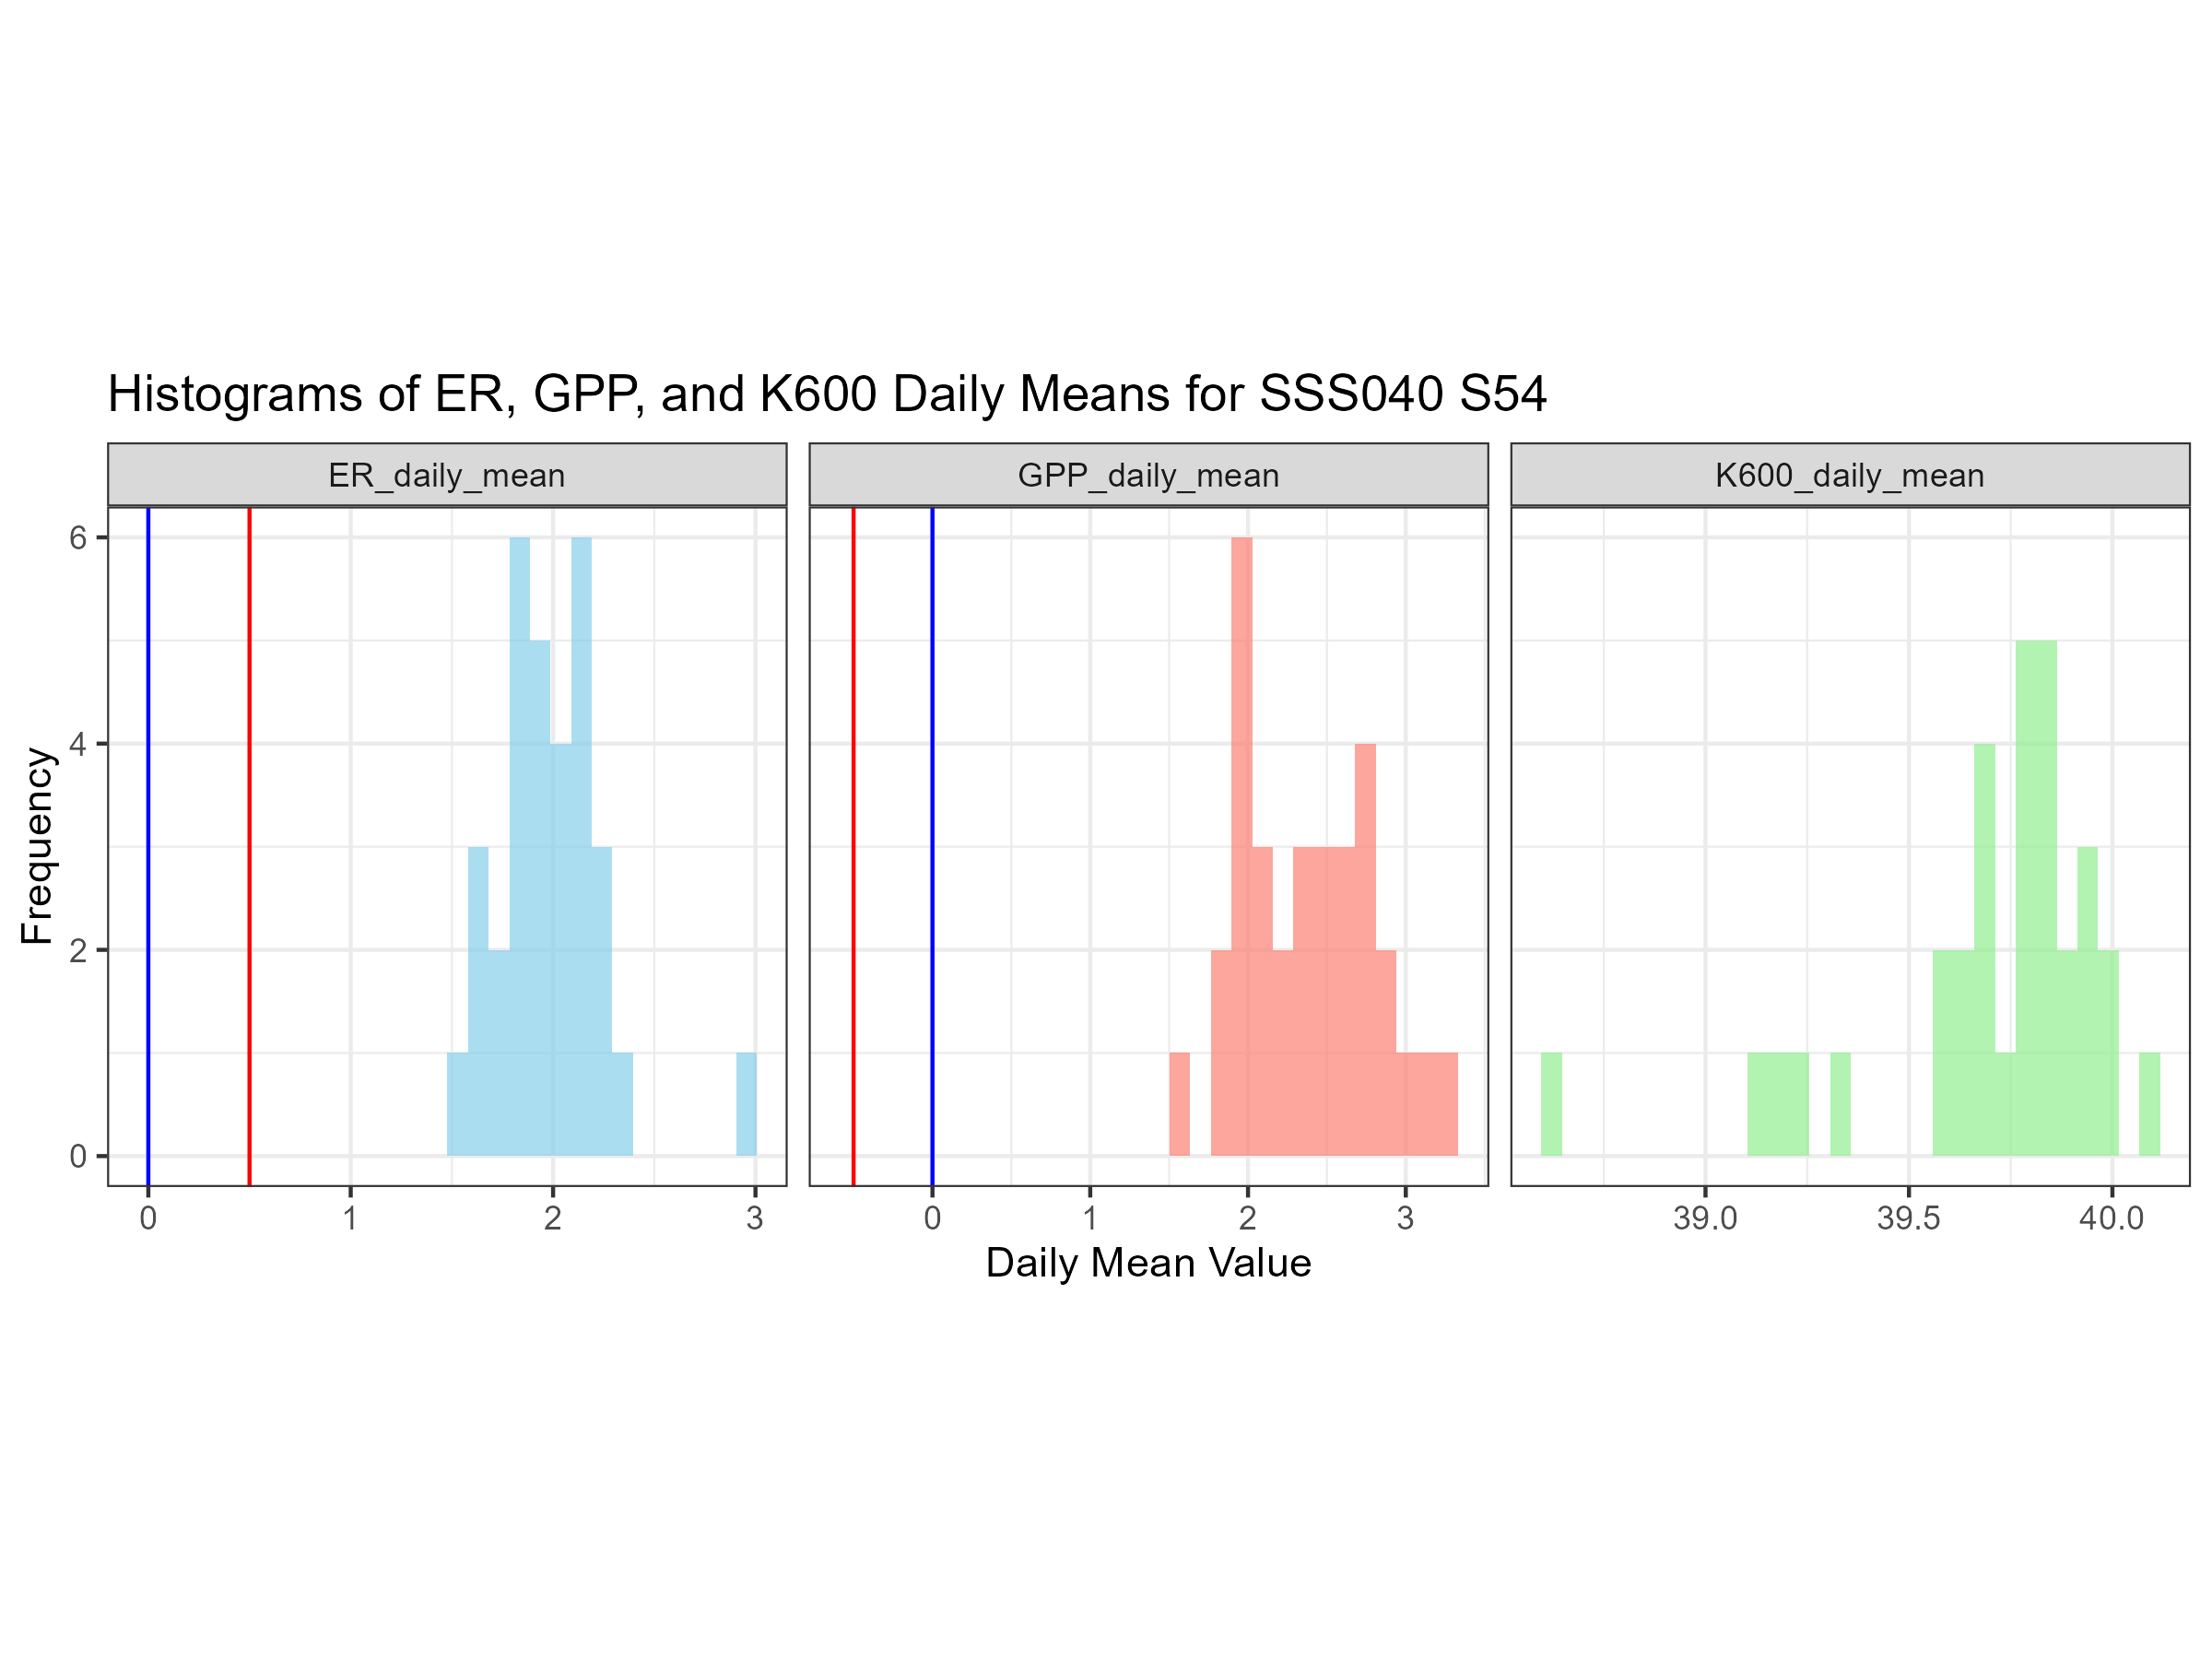 Histograms of ER, GPP, and K600 Daily Means for SSS040 S54
ER_daily_mean GPP_daily_mean K600_daily_mean
6
4
2
0
Frequency
0 1 2 3 0 1 2 3 39.0 39.5 40.0
Daily Mean Value